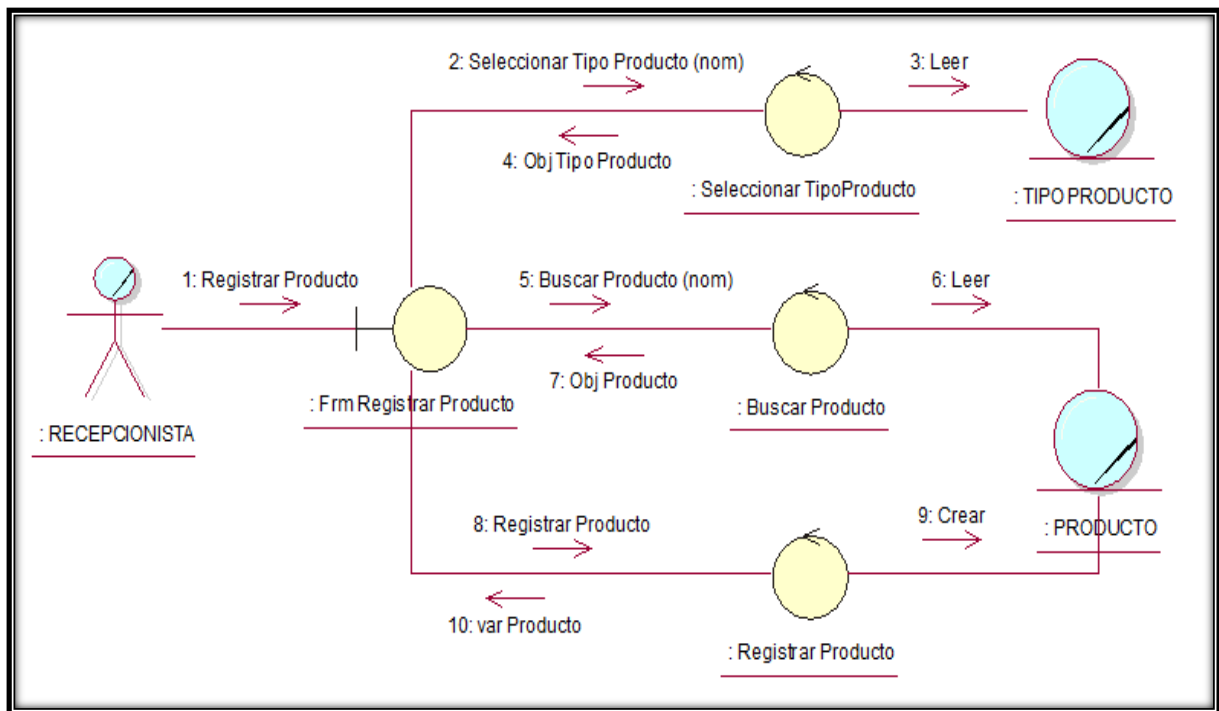 2: Seleccionar Tipo Producto (nom)
3: Leer
4: Obj Tipo Producto
: Seleccionar TipoProducto
: TIPO PRODUCTO
1: Registrar Producto
5: Buscar Producto (nom)
6: Leer
7: Obj Producto
: Frm Registrar Producto
: Buscar Producto
: RECEPCIONISTA
8: Registrar Producto
9: Crear
: PRODUCTO
10: var Producto
: Registrar Producto